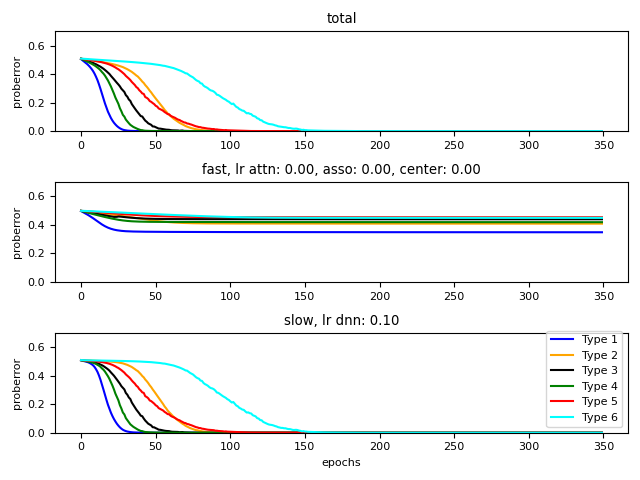 total
proberror
0.6
0.4
0.2
0.0
0 50 100 150 200 250 300 350
fast, lr attn: 0.00, asso: 0.00, center: 0.00
proberror
0.6
0.4
0.2
0.0
0 50 100 150 200 250 300 350
slow, lr dnn: 0.10
proberror
0.6
0.4
0.2
0.0
0 50 100 150 200 250 300 350
epochs
Type 1
Type 2
Type 3
Type 4
Type 5
Type 6